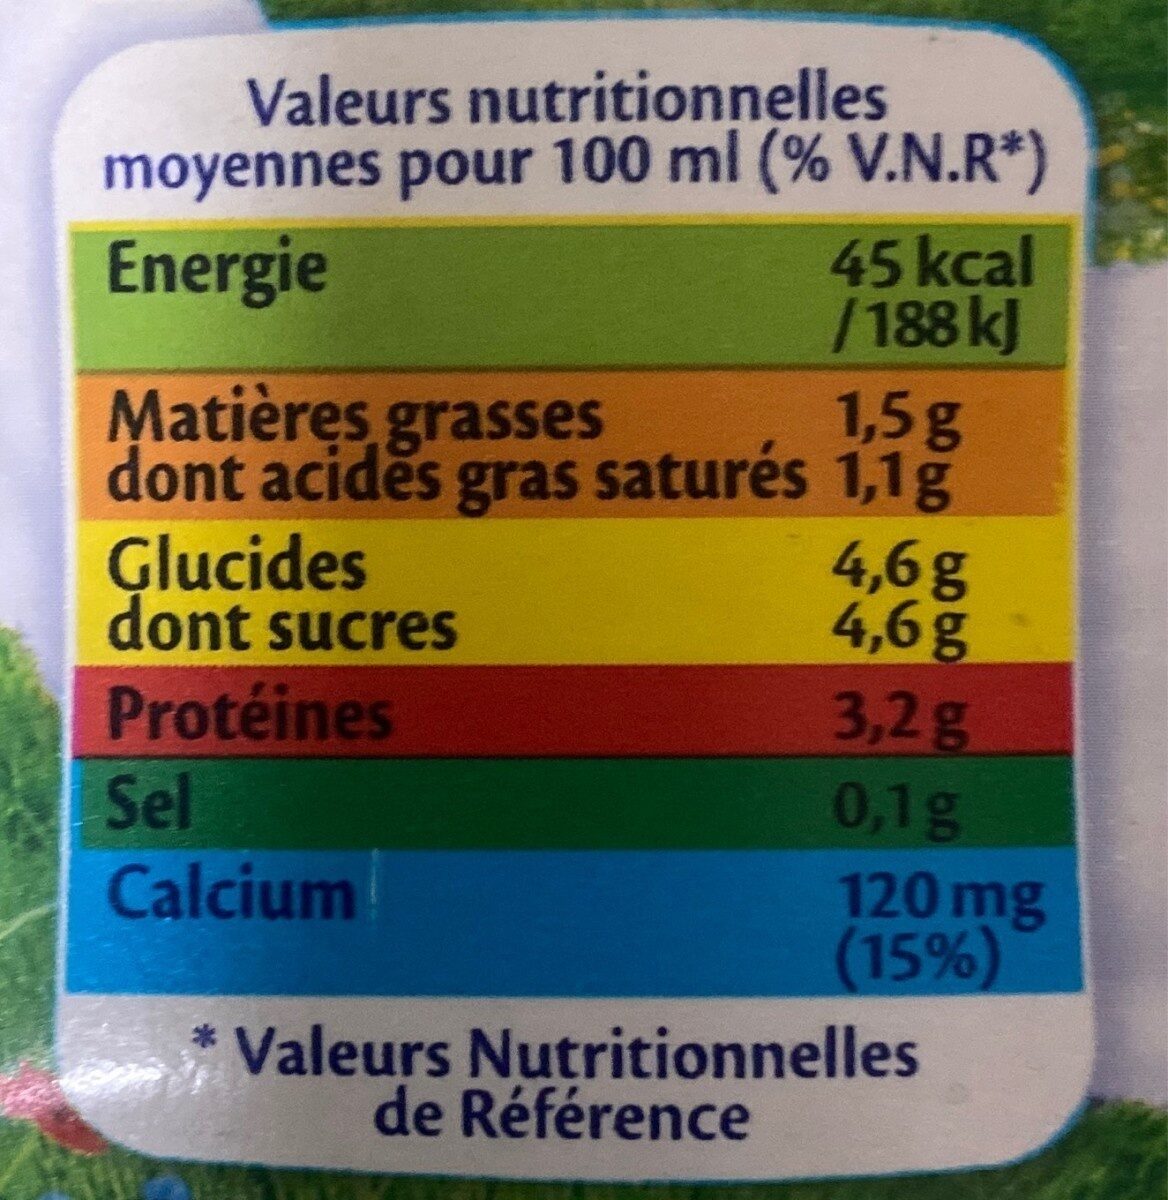 Valeurs nutritionnelles
moyennes pour 100 ml (% V.N.R*)
Energie 45 kcal
/ 188 kJ
Matières grasses 1,5 g
dont acides gras saturés 1,1 g
Glucides 4,6 g
dont sucres 4,6 g
Protéines 3,2 g
Sel 0,1 g
Calcium 120 mg
(15%)
* Valeurs Nutritionnelles
de Référence